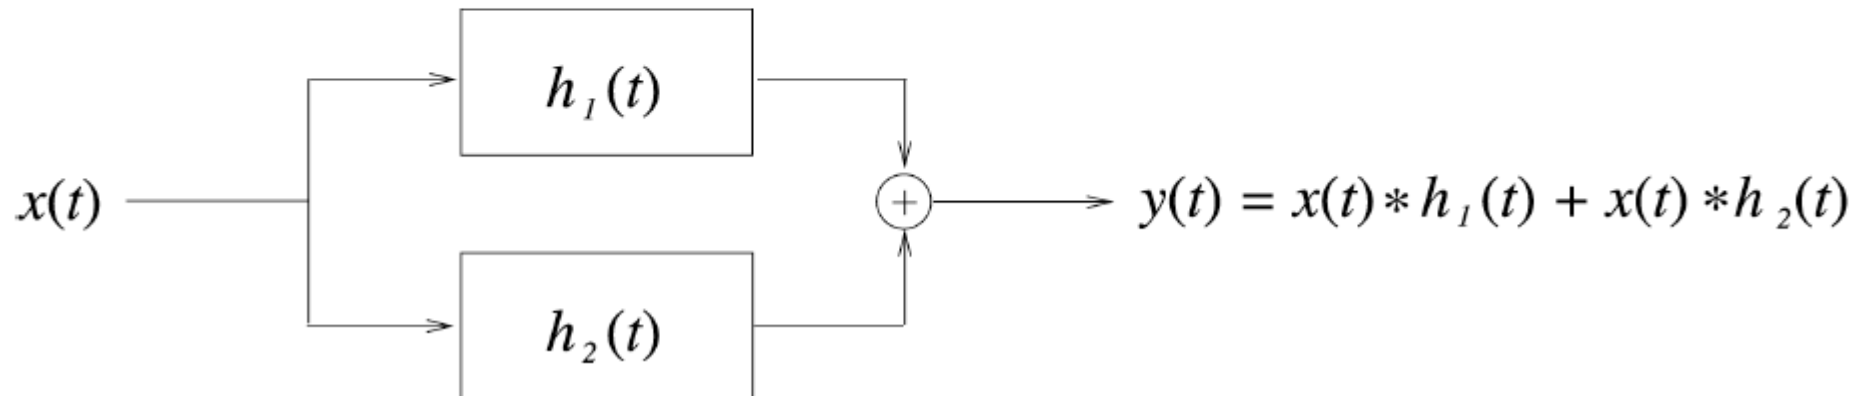 h₁(t)
x(t)
+
y(t) = x(t)*h₁(t) + x(t)*h₂(t)
h₂(t)